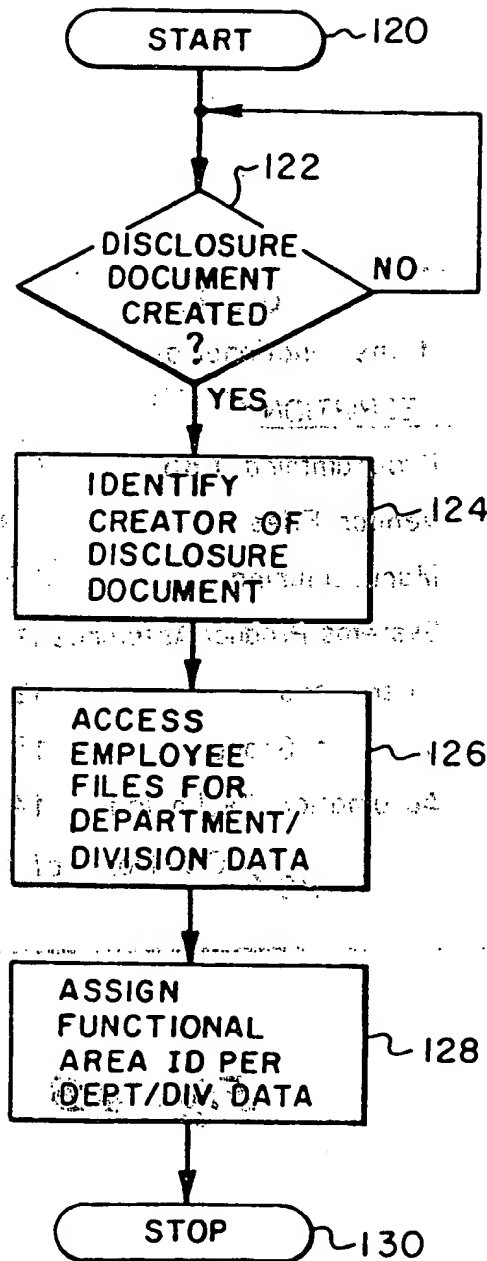 START
120
122
DISCLOSURE
DOCUMENT
CREATED
?
NO
YES
IDENTIFY
CREATOR OF
DISCLOSURE
DOCUMENT
124
ACCESS
EMPLOYEE
FILES FOR
DEPARTMENT/
DIVISION DATA
126
ASSIGN
FUNCTIONAL
AREA ID PER
DEPT/DIV. DATA
128
STOP
130